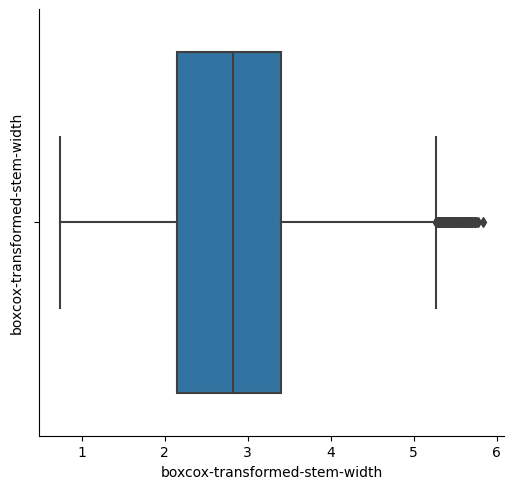 boxcox-transformed-stem-width
1 2 3 4 5 6
boxcox-transformed-stem-width